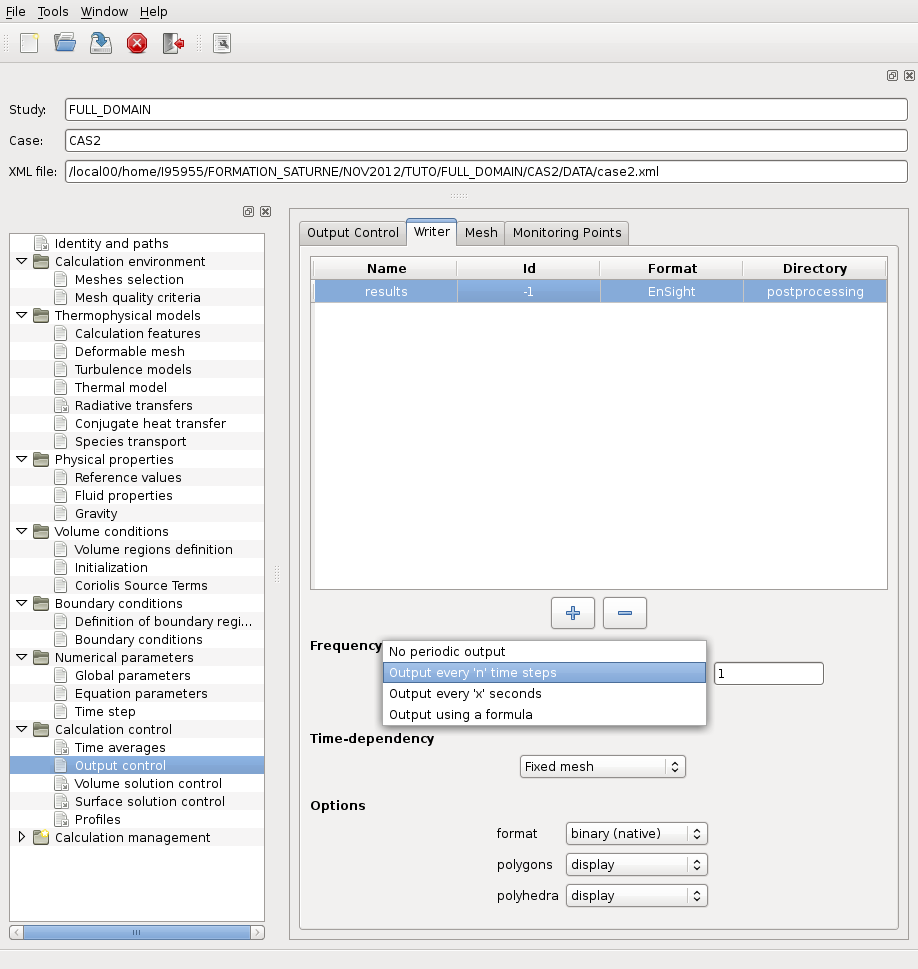 File Tools Window Help
Study: FULL_DOMAIN
Case: CAS2
XML file: /local00/home/I95955/FORMATION_SATURNE/NOV2012/TUTO/FULL_DOMAIN/CAS2/DATA/case2.xml
Identity and paths
Calculation environment
Meshes selection
Mesh quality criteria
Thermophysical models
Calculation features
Deformable mesh
Turbulence models
Thermal model
Radiative transfers
Conjugate heat transfer
Species transport
Physical properties
Reference values
Fluid properties
Gravity
Volume conditions
Volume regions definition
Initialization
Coriolis Source Terms
Boundary conditions
Definition of boundary regi...
Boundary conditions
Numerical parameters
Global parameters
Equation parameters
Time step
Calculation control
Time averages
Output control
Volume solution control
Surface solution control
Profiles
Calculation management
Output Control Writer Mesh Monitoring Points
Name Id Format Directory
results -1 EnSight postprocessing
Frequency
No periodic output
Output every 'n' time steps 1
Output every 'x' seconds
Output using a formula
Time-dependency
Fixed mesh
Options
format binary (native)
polygons display
polyhedra display